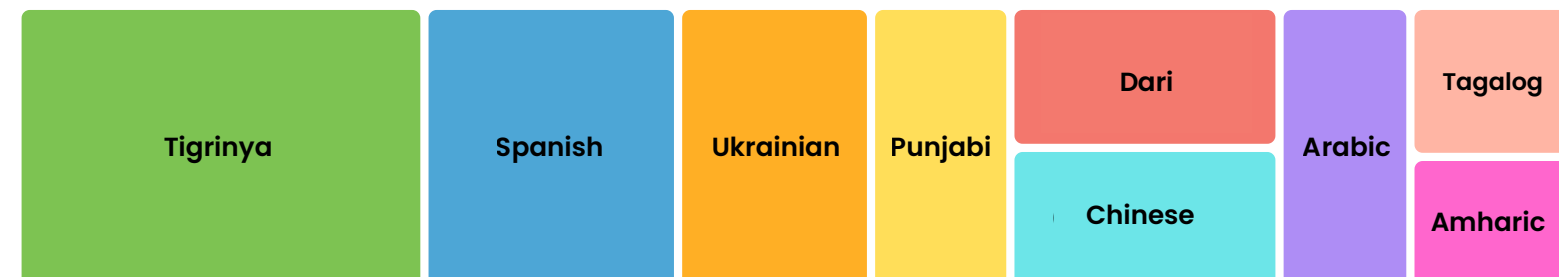 Tigrinya
Spanish
Ukrainian
Punjabi
Dari
Chinese
Arabic
Tagalog
Amharic